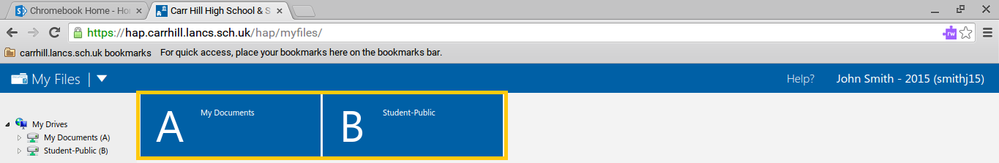 Chromebook Home - Ho
Carr Hill High School & S
https://hap.carrhill.lancs.sch.uk/hap/myfiles/
rw
carrhill.lancs.sch.uk bookmarks For quick access, place your bookmarks here on the bookmarks bar.
My Files | Help? John Smith - 2015 (smithj15)
My Drives
My Documents (A)
Student-Public (B)
A My Documents
B Student-Public